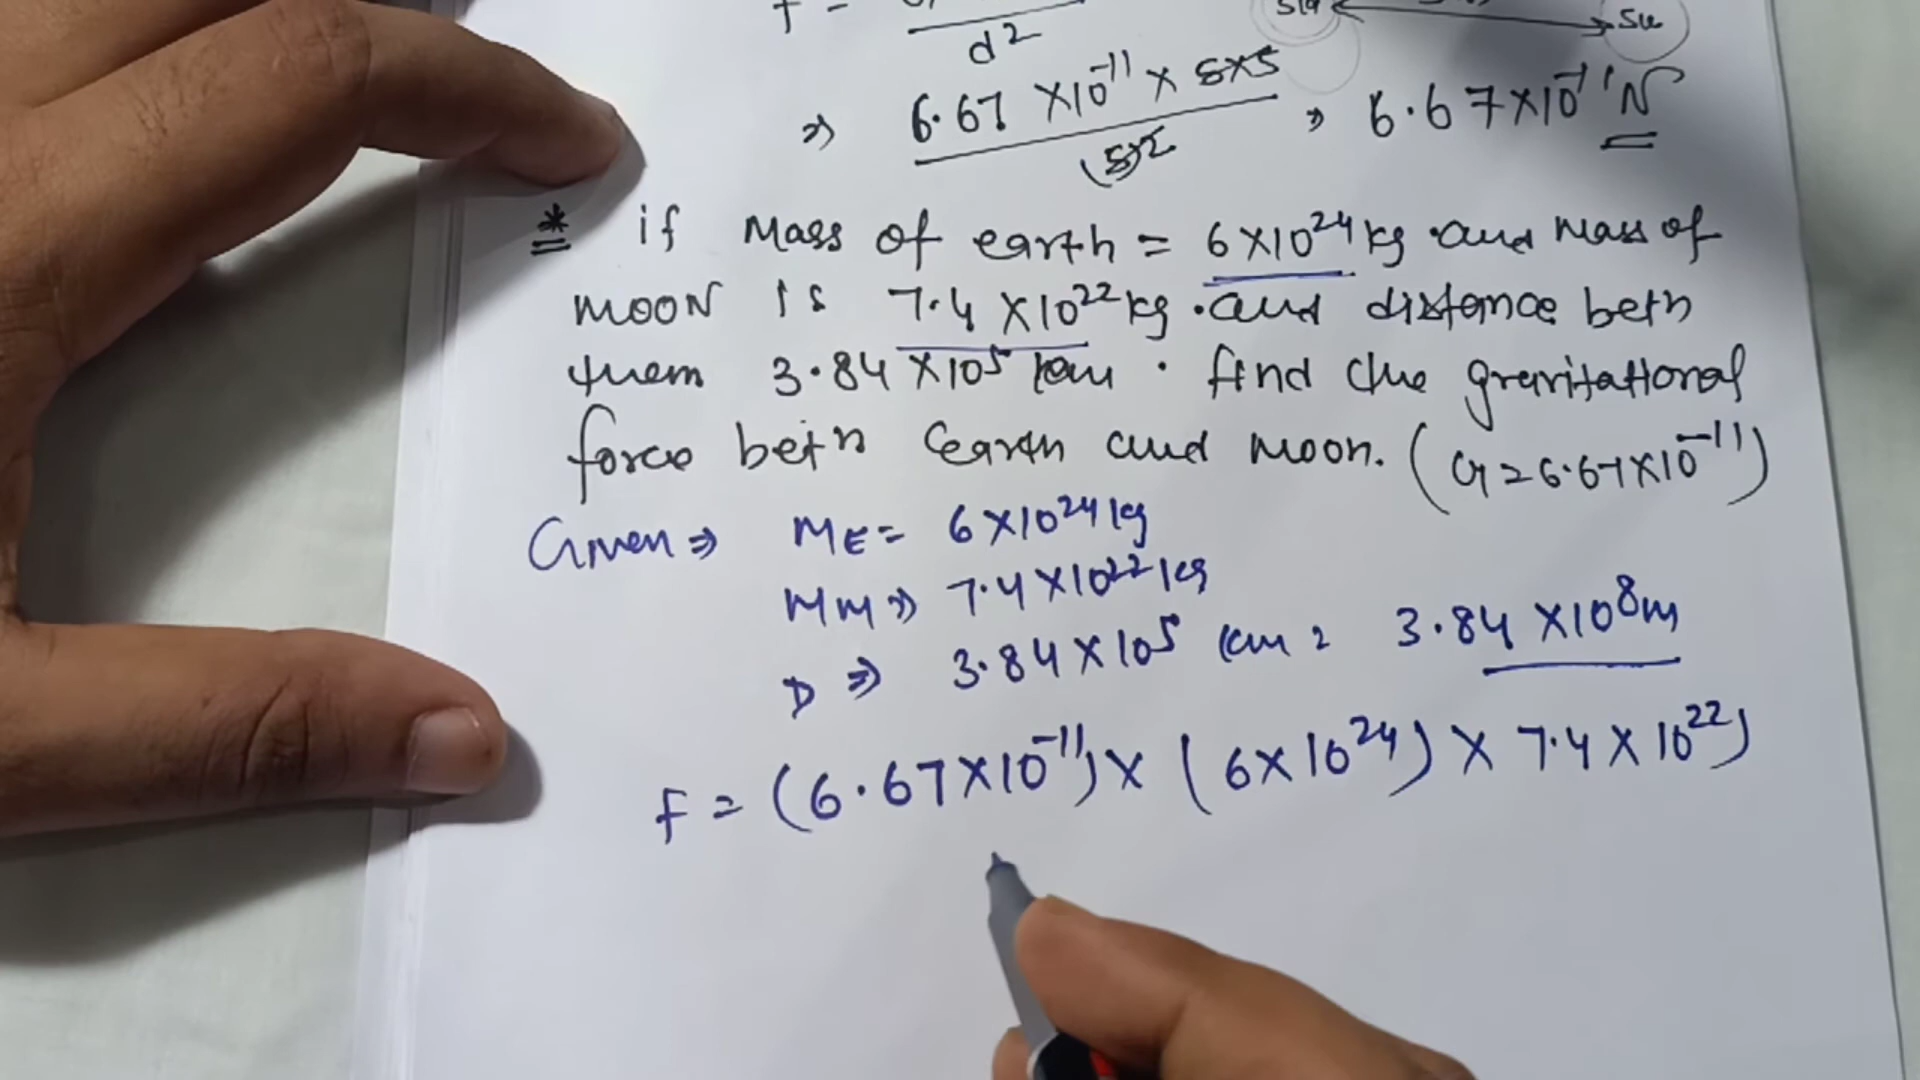 d²
⇒ 6.67 ×10⁻¹¹ × 5×5 ⇒ 6.67×10⁻¹¹ N
(5)²
* if Mass of earth = 6×10²⁴ kg .and Mass of
MOON is 7.4 ×10²² kg .and distance betn
them 3.84 ×10⁵ km . find the gravitational
force betn earth and Moon. (G=6.67×10⁻¹¹)
Given ⇒ ME = 6×10²⁴ kg
MM ⇒ 7.4×10²² kg
D ⇒ 3.84×10⁵ km = 3.84 ×10⁸m
F = (6.67×10⁻¹¹) × (6×10²⁴) × 7.4×10²²)